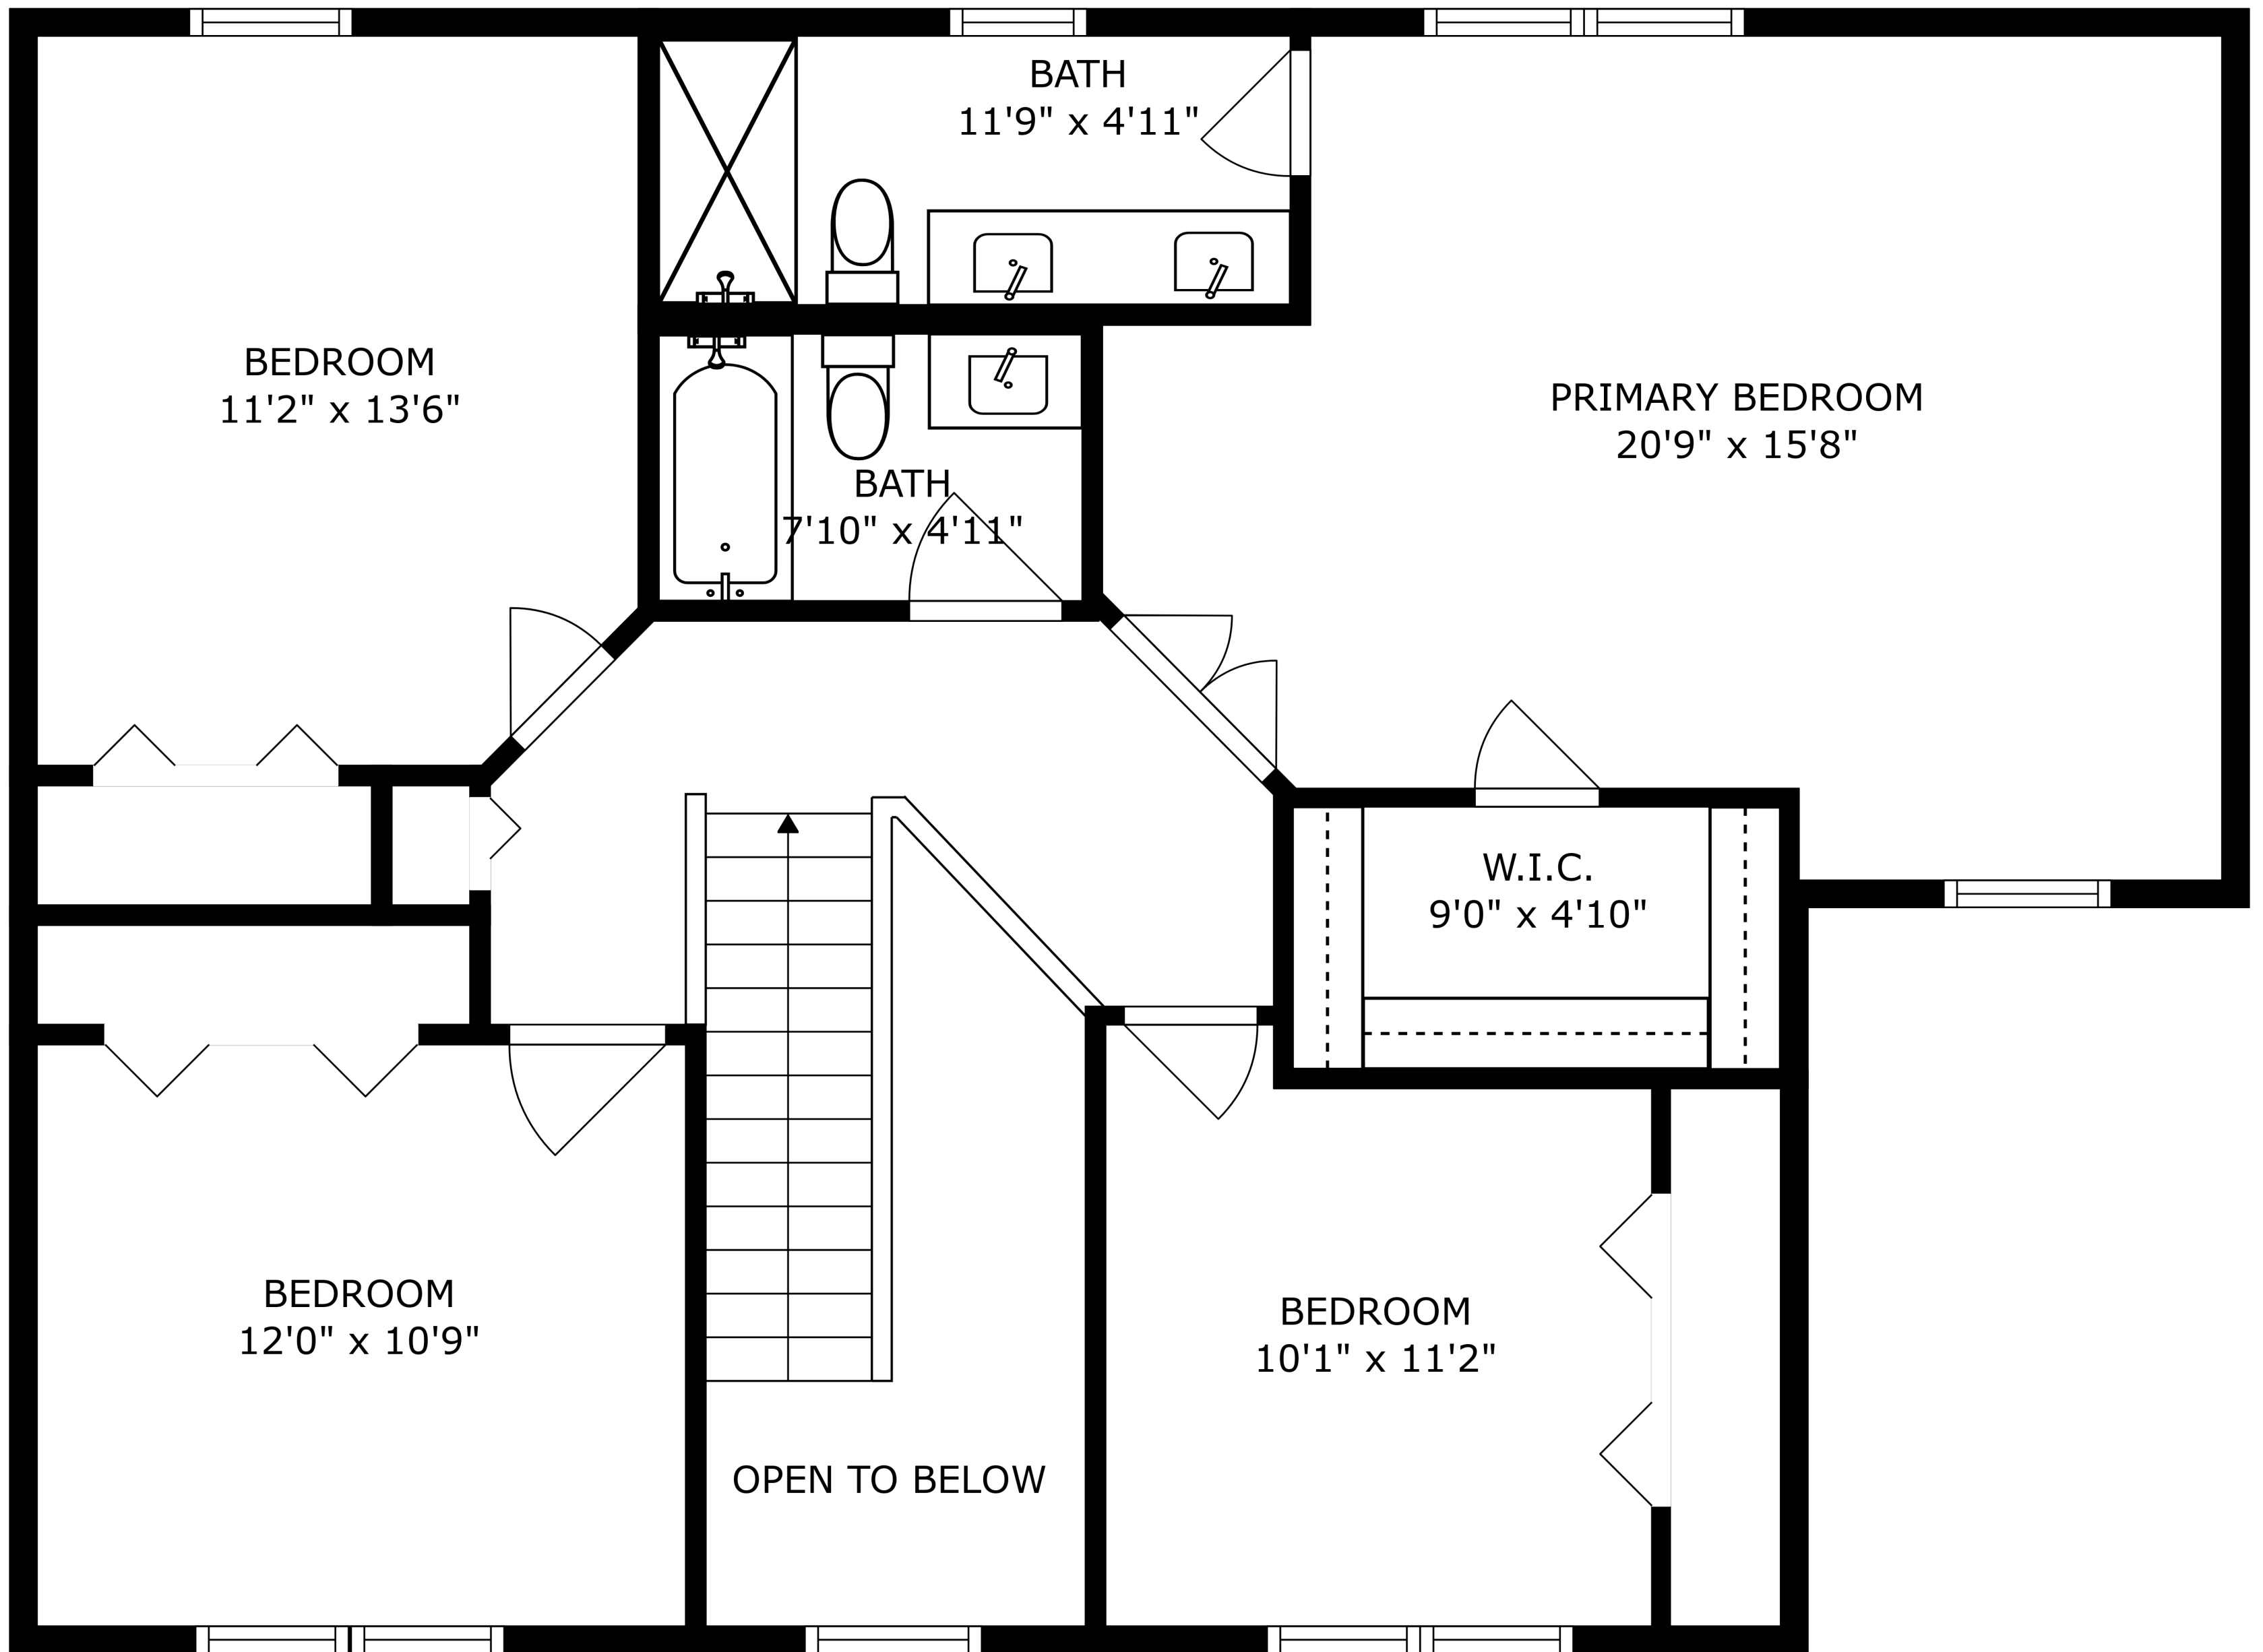 BATH
11'9" x 4'11"
BEDROOM
11'2" x 13'6"
PRIMARY BEDROOM
20'9" x 15'8"
BATH
7'10" x 4'11"
W.I.C.
9'0" x 4'10"
BEDROOM
12'0" x 10'9"
BEDROOM
10'1" x 11'2"
OPEN TO BELOW